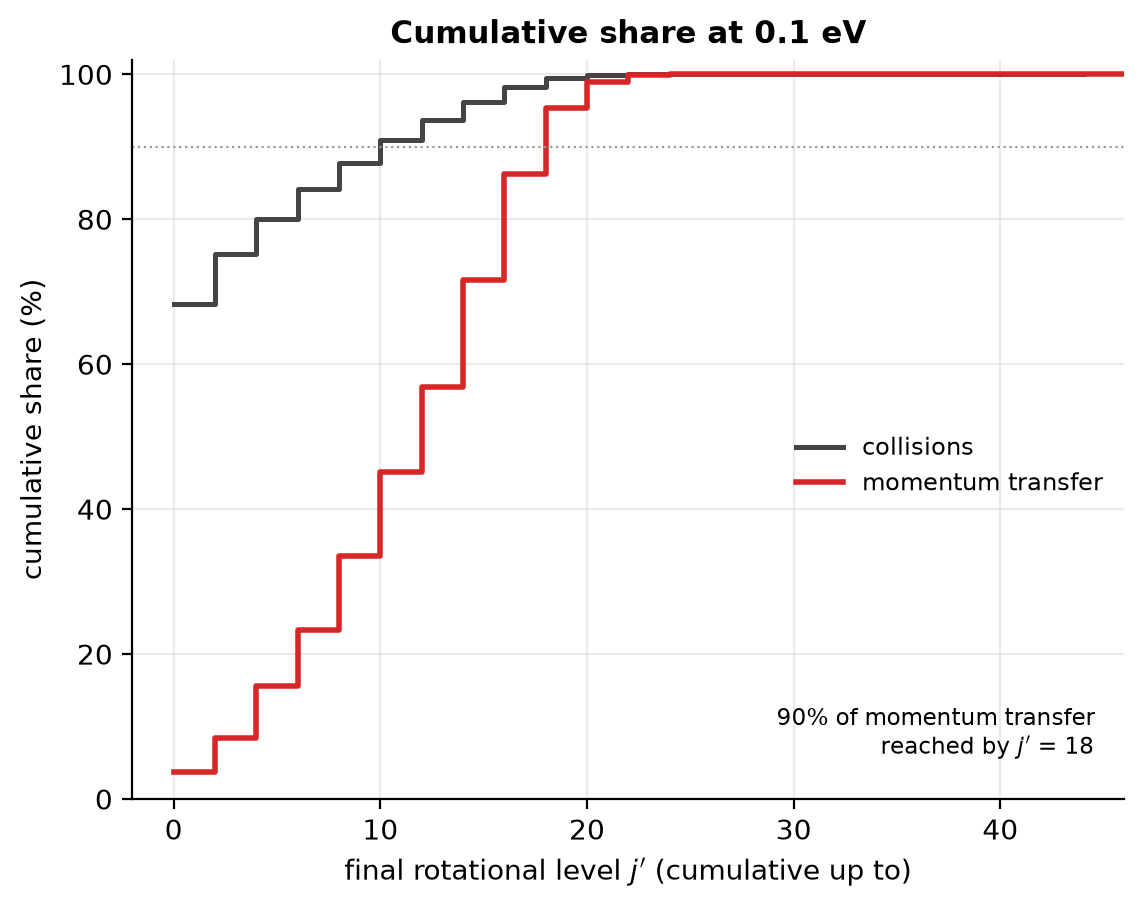 Cumulative share at 0.1 eV
cumulative share (%)
100
80
60
40
20
0
collisions
momentum transfer
90% of momentum transfer
reached by j′ = 18
0 10 20 30 40
final rotational level j′ (cumulative up to)